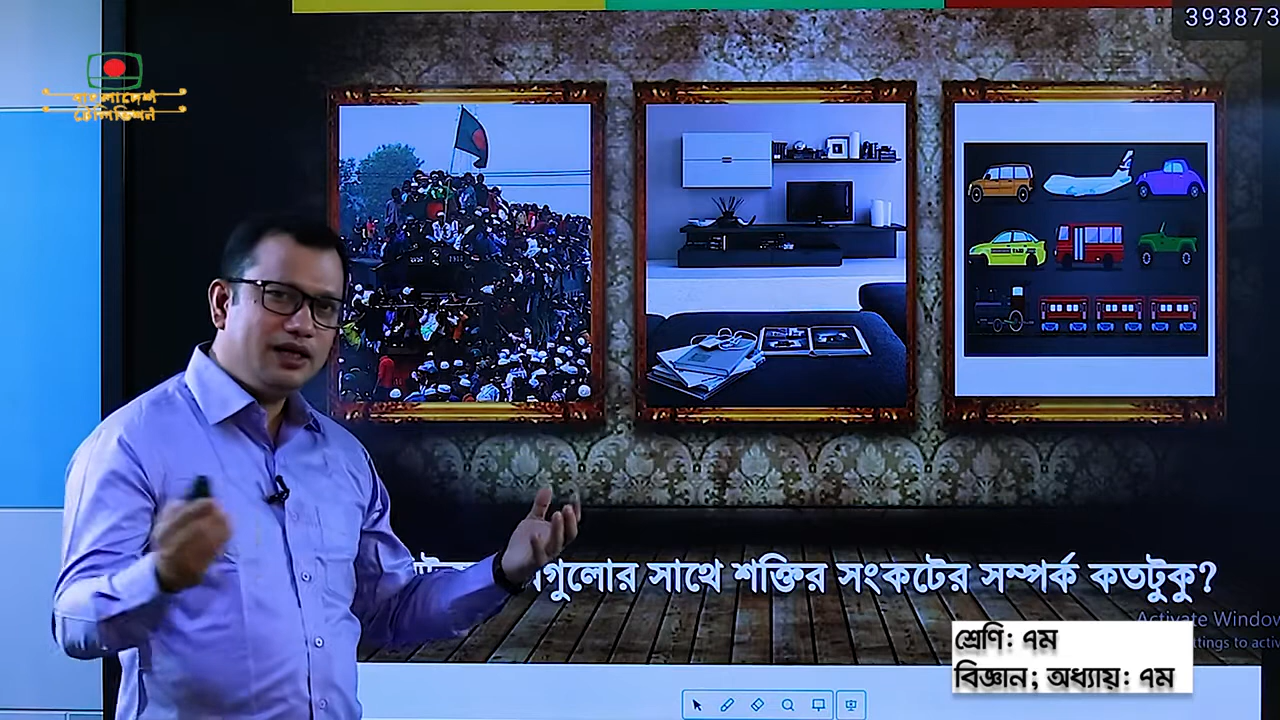 393873
বাংলাদেশ
টেলিভিশন
গুলোর সাথে শক্তির সংকটের সম্পর্ক কতটুকু?
Activate Window
ttings to activ
শ্রেণি: ৭ম
বিজ্ঞান; অধ্যায়: ৭ম